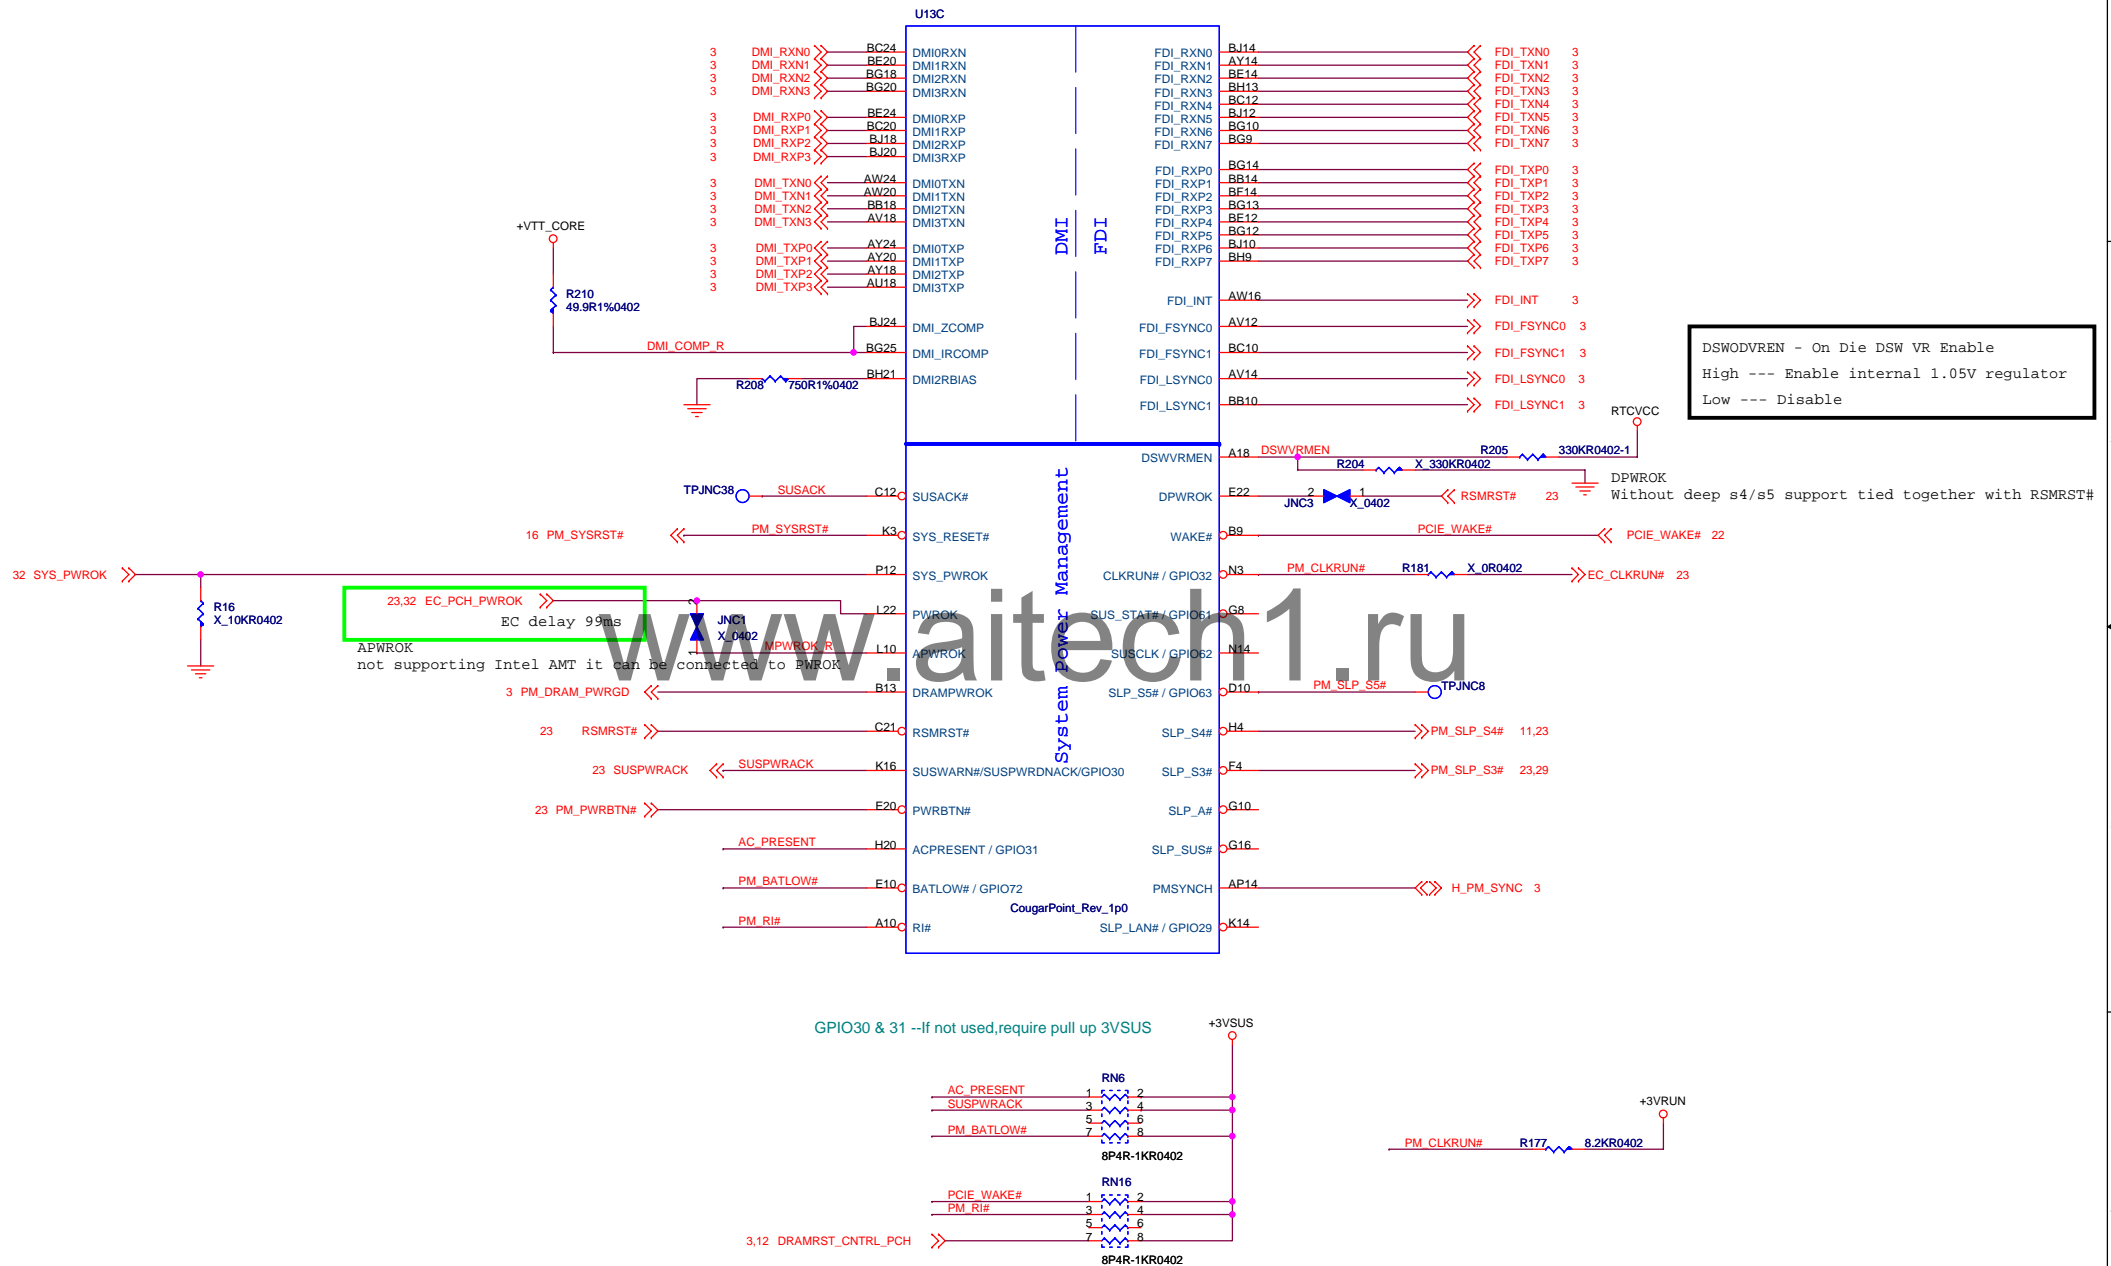 U13C
3 DMI_RXN0 BC24 DMI0RXN
3 DMI_RXN1 BE20 DMI1RXN
3 DMI_RXN2 BG18 DMI2RXN
3 DMI_RXN3 BG20 DMI3RXN
3 DMI_RXP0 BE24 DMI0RXP
3 DMI_RXP1 BC20 DMI1RXP
3 DMI_RXP2 BJ18 DMI2RXP
3 DMI_RXP3 BJ20 DMI3RXP
3 DMI_TXN0 AW24 DMI0TXN
3 DMI_TXN1 AW20 DMI1TXN
3 DMI_TXN2 BB18 DMI2TXN
3 DMI_TXN3 AV18 DMI3TXN
3 DMI_TXP0 AY24 DMI0TXP
3 DMI_TXP1 AY20 DMI1TXP
3 DMI_TXP2 AY18 DMI2TXP
3 DMI_TXP3 AU18 DMI3TXP
+VTT_CORE
R210
49.9R1%0402
BJ24 DMI_ZCOMP
DMI_COMP_R BG25 DMI_IRCOMP
R208 750R1%0402 BH21 DMI2RBIAS
DMI
FDI
FDI_RXN0 BJ14 FDI_TXN0 3
FDI_RXN1 AY14 FDI_TXN1 3
FDI_RXN2 BE14 FDI_TXN2 3
FDI_RXN3 BH13 FDI_TXN3 3
FDI_RXN4 BC12 FDI_TXN4 3
FDI_RXN5 BJ12 FDI_TXN5 3
FDI_RXN6 BG10 FDI_TXN6 3
FDI_RXN7 BG9 FDI_TXN7 3
FDI_RXP0 BG14 FDI_TXP0 3
FDI_RXP1 BB14 FDI_TXP1 3
FDI_RXP2 BF14 FDI_TXP2 3
FDI_RXP3 BG13 FDI_TXP3 3
FDI_RXP4 BE12 FDI_TXP4 3
FDI_RXP5 BG12 FDI_TXP5 3
FDI_RXP6 BJ10 FDI_TXP6 3
FDI_RXP7 BH9 FDI_TXP7 3
FDI_INT AW16 FDI_INT 3
FDI_FSYNC0 AV12 FDI_FSYNC0 3
FDI_FSYNC1 BC10 FDI_FSYNC1 3
FDI_LSYNC0 AV14 FDI_LSYNC0 3
FDI_LSYNC1 BB10 FDI_LSYNC1 3
DSWODVREN - On Die DSW VR Enable
High --- Enable internal 1.05V regulator
Low --- Disable
RTCVCC
DSWVRMEN A18 DSWVRMEN R205 330KR0402-1
R204 X_330KR0402
DPWROK
Without deep s4/s5 support tied together with RSMRST#
DPWROK E22 2 1 RSMRST# 23
JNC3 X_0402
WAKE# B9 PCIE_WAKE# PCIE_WAKE# 22
CLKRUN# / GPIO32 N3 PM_CLKRUN# R181 X_0R0402 EC_CLKRUN# 23
SUS_STAT# / GPIO61 G8
SUSCLK / GPIO62 N14
SLP_S5# / GPIO63 D10 PM_SLP_S5# TPJNC8
SLP_S4# H4 PM_SLP_S4# 11,23
SLP_S3# F4 PM_SLP_S3# 23,29
SLP_A# G10
SLP_SUS# G16
PMSYNCH AP14 H_PM_SYNC 3
SLP_LAN# / GPIO29 K14
System Power Management
TPJNC38 SUSACK C12 SUSACK#
16 PM_SYSRST# PM_SYSRST# K3 SYS_RESET#
32 SYS_PWROK P12 SYS_PWROK
R16
X_10KR0402
23,32 EC_PCH_PWROK L22 PWROK
EC delay 99ms
2 JNC1
X_0402
1 MPWROK_R L10 APWROK
APWROK
not supporting Intel AMT it can be connected to PWROK
3 PM_DRAM_PWRGD B13 DRAMPWROK
23 RSMRST# C21 RSMRST#
23 SUSPWRACK SUSPWRACK K16 SUSWARN#/SUSPWRDNACK/GPIO30
23 PM_PWRBTN# E20 PWRBTN#
AC_PRESENT H20 ACPRESENT / GPIO31
PM_BATLOW# E10 BATLOW# / GPIO72
CougarPoint_Rev_1p0
PM_RI# A10 RI#
www.aitech1.ru
GPIO30 & 31 --If not used,require pull up 3VSUS
+3VSUS
RN6
AC_PRESENT 1 2
SUSPWRACK 3 4
5 6
PM_BATLOW# 7 8
8P4R-1KR0402
RN16
PCIE_WAKE# 1 2
PM_RI# 3 4
5 6
3,12 DRAMRST_CNTRL_PCH 7 8
8P4R-1KR0402
+3VRUN
PM_CLKRUN# R177 8.2KR0402